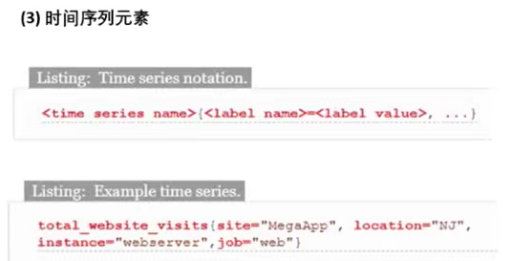 (3) 时间序列元素
Listing: Time series notation.
<time series name>{<label name>=<label value>, ...}
Listing: Example time series.
total_website_visits{site="MegaApp", location="NJ",
instance="webserver",job="web"}